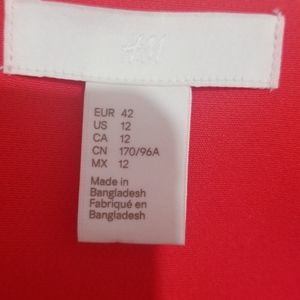 H&M
EUR 42
US 12
CA 12
CN 170/96A
MX 12
Made in
Bangladesh
Fabriqué en
Bangladesh